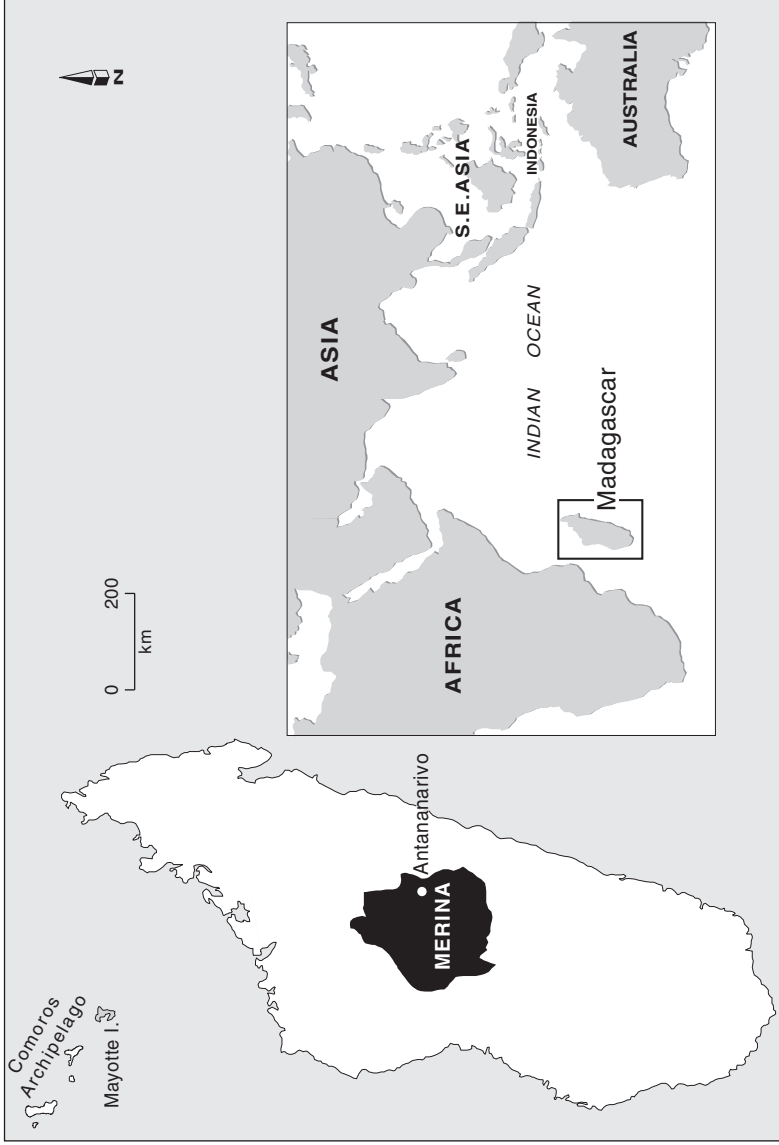 Comoros
Archipelago
Mayotte I.
0 200
km
N
MERINA
Antananarivo
ASIA
S.E.ASIA
INDONESIA
AFRICA
INDIAN OCEAN
Madagascar
AUSTRALIA